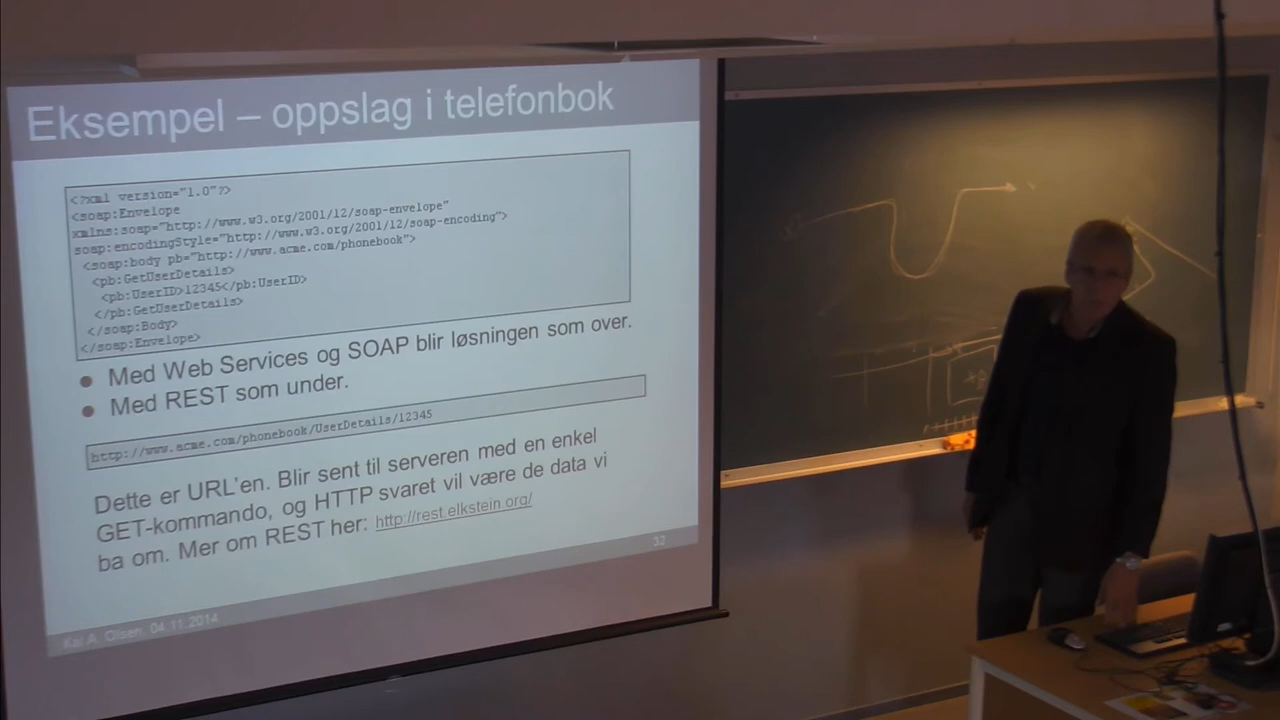 Eksempel – oppslag i telefonbok
<?xml version="1.0"?>
<soap:Envelope
xmlns:soap="http://www.w3.org/2001/12/soap-envelope"
soap:encodingStyle="http://www.w3.org/2001/12/soap-encoding">
<soap:body pb="http://www.acme.com/phonebook">
<pb:GetUserDetails>
<pb:UserID>12345</pb:UserID>
</pb:GetUserDetails>
</soap:Body>
</soap:Envelope>
● Med Web Services og SOAP blir løsningen som over.
● Med REST som under.
http://www.acme.com/phonebook/UserDetails/12345
Dette er URL'en. Blir sent til serveren med en enkel
GET-kommando, og HTTP svaret vil være de data vi
ba om. Mer om REST her: http://rest.elkstein.org/
Kai A. Olsen, 04.11.2014